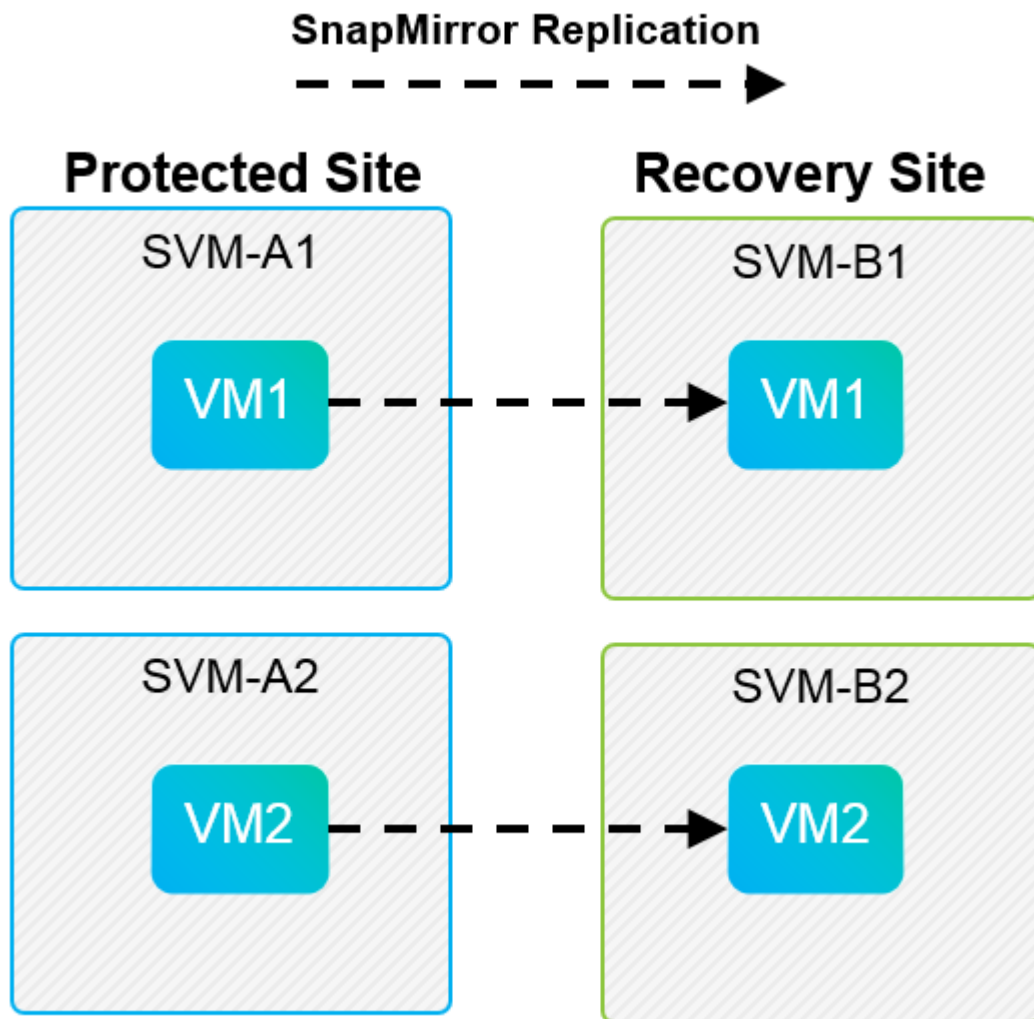 SnapMirror Replication
Protected Site
Recovery Site
SVM-A1
SVM-B1
VM1
VM1
SVM-A2
SVM-B2
VM2
VM2